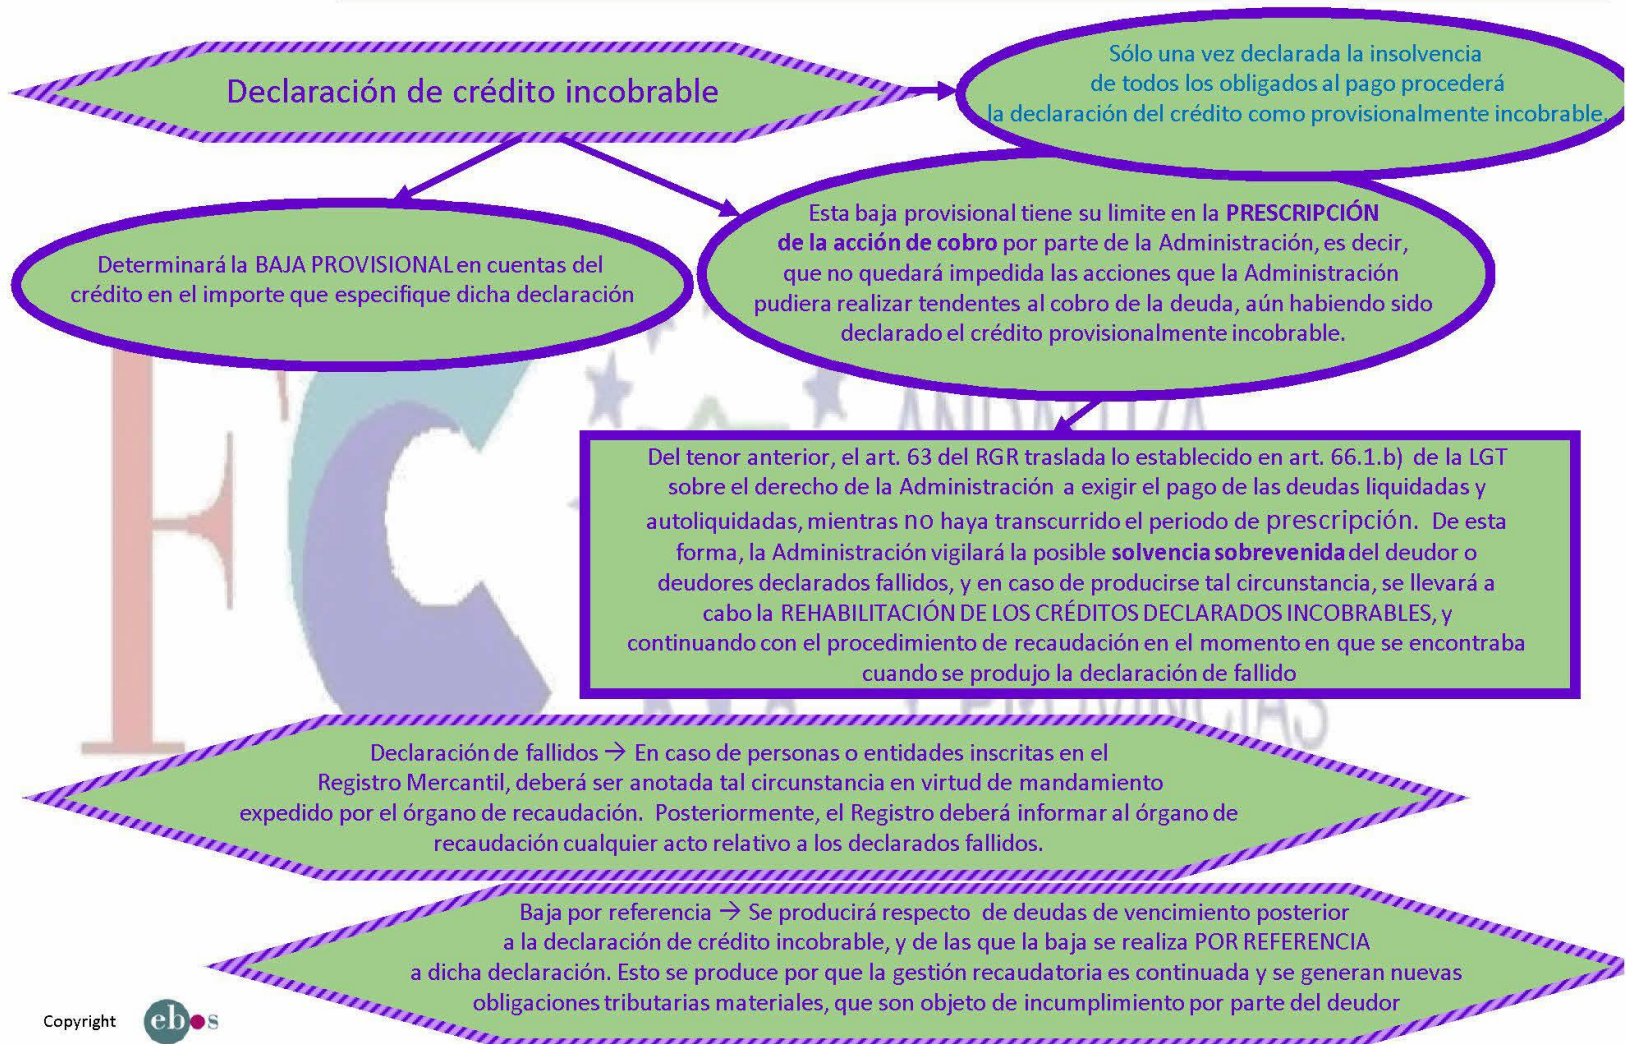 Declaración de crédito incobrable
Sólo una vez declarada la insolvencia
de todos los obligados al pago procederá
la declaración del crédito como provisionalmente incobrable.
Determinará la BAJA PROVISIONAL en cuentas del
crédito en el importe que especifique dicha declaración
Esta baja provisional tiene su limite en la PRESCRIPCIÓN
de la acción de cobro por parte de la Administración, es decir,
que no quedará impedida las acciones que la Administración
pudiera realizar tendentes al cobro de la deuda, aún habiendo sido
declarado el crédito provisionalmente incobrable.
Del tenor anterior, el art. 63 del RGR traslada lo establecido en art. 66.1.b) de la LGT
sobre el derecho de la Administración a exigir el pago de las deudas liquidadas y
autoliquidadas, mientras no haya transcurrido el periodo de prescripción. De esta
forma, la Administración vigilará la posible solvencia sobrevenida del deudor o
deudores declarados fallidos, y en caso de producirse tal circunstancia, se llevará a
cabo la REHABILITACIÓN DE LOS CRÉDITOS DECLARADOS INCOBRABLES, y
continuando con el procedimiento de recaudación en el momento en que se encontraba
cuando se produjo la declaración de fallido
Declaración de fallidos → En caso de personas o entidades inscritas en el
Registro Mercantil, deberá ser anotada tal circunstancia en virtud de mandamiento
expedido por el órgano de recaudación. Posteriormente, el Registro deberá informar al órgano de
recaudación cualquier acto relativo a los declarados fallidos.
Baja por referencia → Se producirá respecto de deudas de vencimiento posterior
a la declaración de crédito incobrable, y de las que la baja se realiza POR REFERENCIA
a dicha declaración. Esto se produce por que la gestión recaudatoria es continuada y se generan nuevas
obligaciones tributarias materiales, que son objeto de incumplimiento por parte del deudor
Copyright ebos